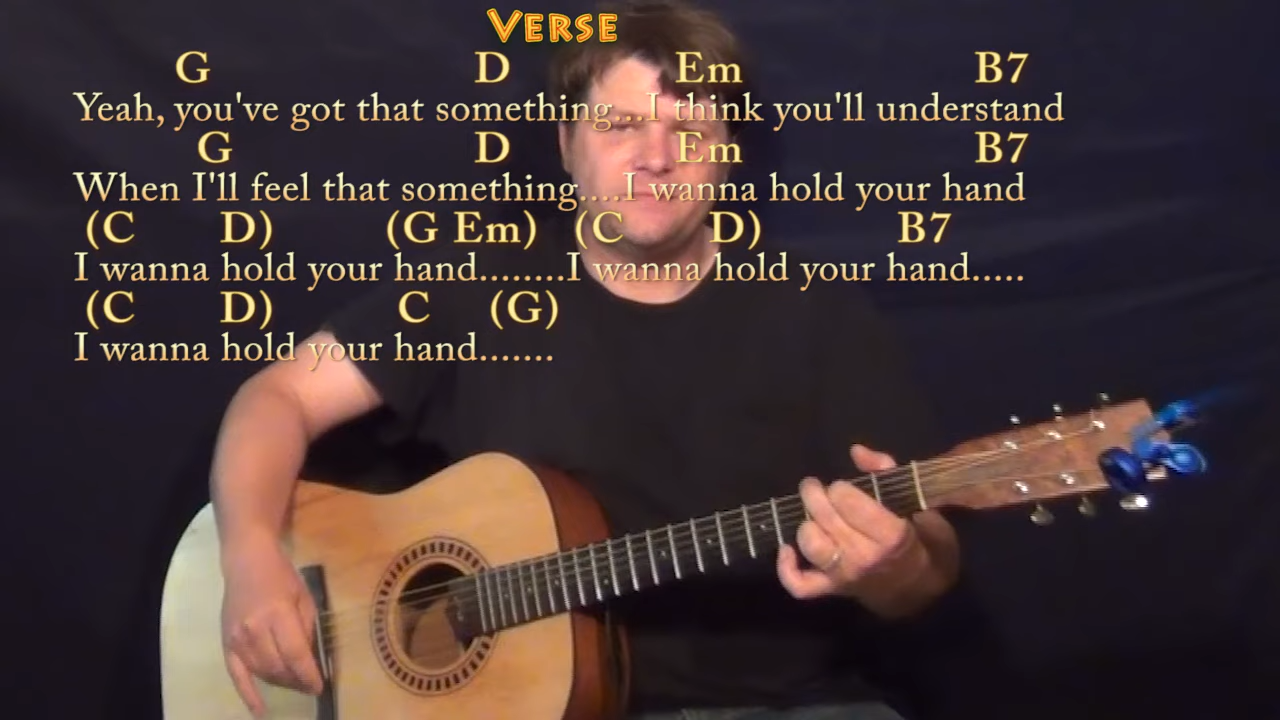 VERSE
G D Em B7
Yeah, you've got that something...I think you'll understand
G D Em B7
When I'll feel that something....I wanna hold your hand
(C D) (G Em) (C D) B7
I wanna hold your hand........I wanna hold your hand.....
(C D) C (G)
I wanna hold your hand.......